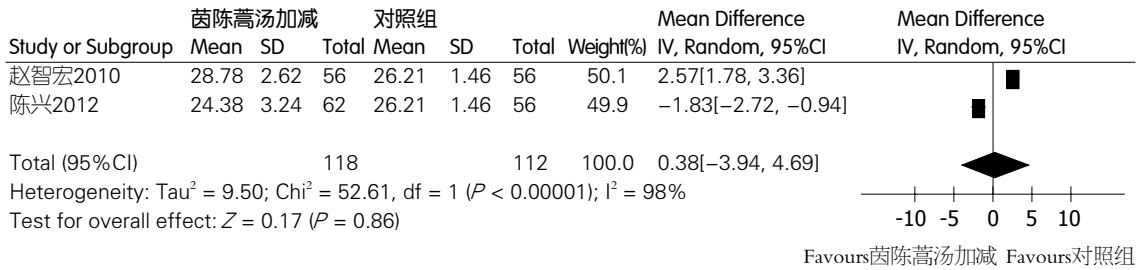 茵陈蒿汤加减 对照组 Mean Difference Mean Difference
Study or Subgroup Mean SD Total Mean SD Total Weight(%) IV, Random, 95%CI IV, Random, 95%CI
赵智宏2010 28.78 2.62 56 26.21 1.46 56 50.1 2.57[1.78, 3.36]
陈兴2012 24.38 3.24 62 26.21 1.46 56 49.9 −1.83[−2.72, −0.94]
Total (95%CI) 118 112 100.0 0.38[−3.94, 4.69]
Heterogeneity: Tau² = 9.50; Chi² = 52.61, df = 1 (P < 0.00001); I² = 98%
Test for overall effect: Z = 0.17 (P = 0.86)
-10 -5 0 5 10
Favours茵陈蒿汤加减 Favours对照组